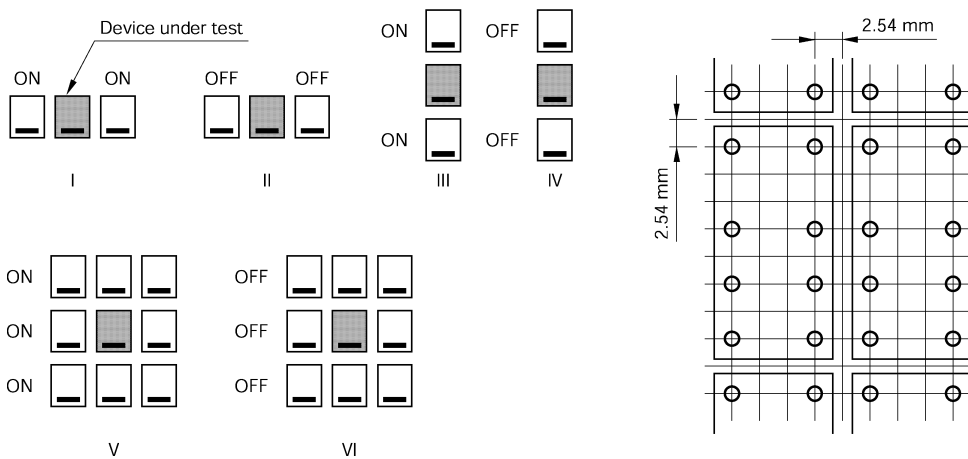 Device under test
ON ON
I
OFF OFF
II
ON
ON
III
OFF
OFF
IV
ON
ON
ON
V
OFF
OFF
OFF
VI
2.54 mm
2.54 mm